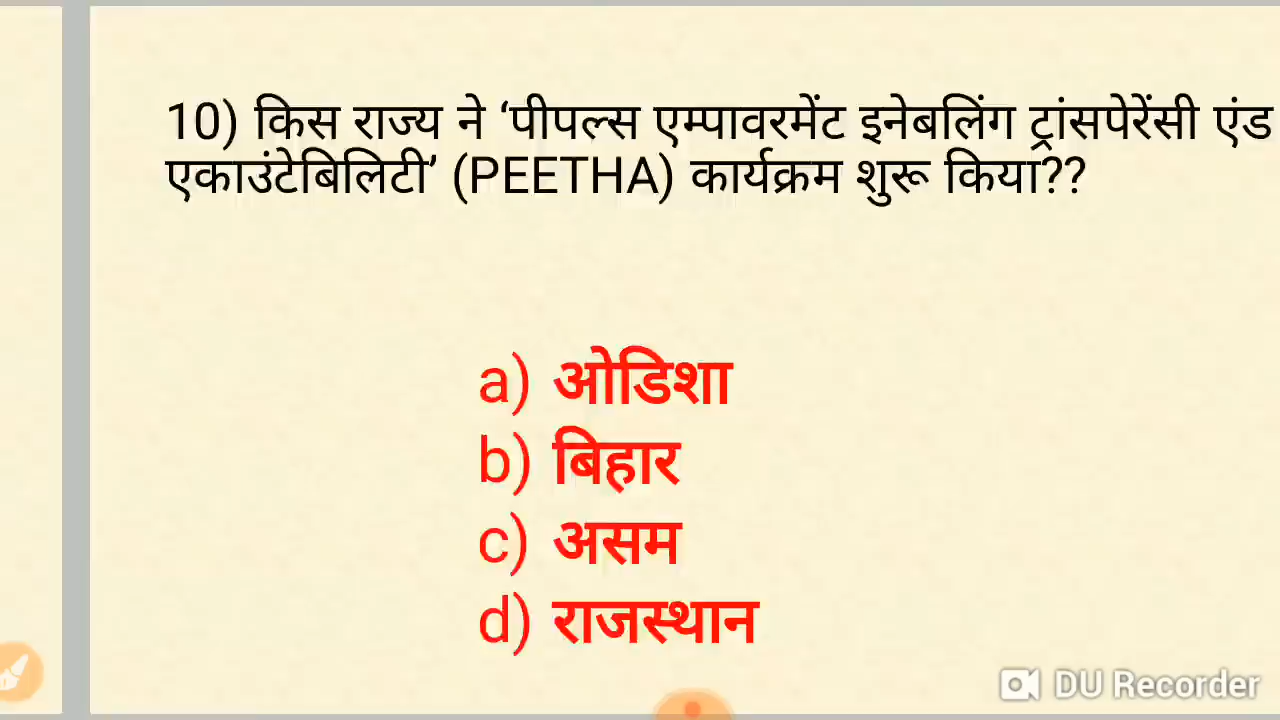 10) किस राज्य ने ‘पीपल्स एम्पावरमेंट इनेबलिंग ट्रांसपेरेंसी एंड
एकाउंटेबिलिटी’ (PEETHA) कार्यक्रम शुरू किया??
a) ओडिशा
b) बिहार
c) असम
d) राजस्थान
DU Recorder